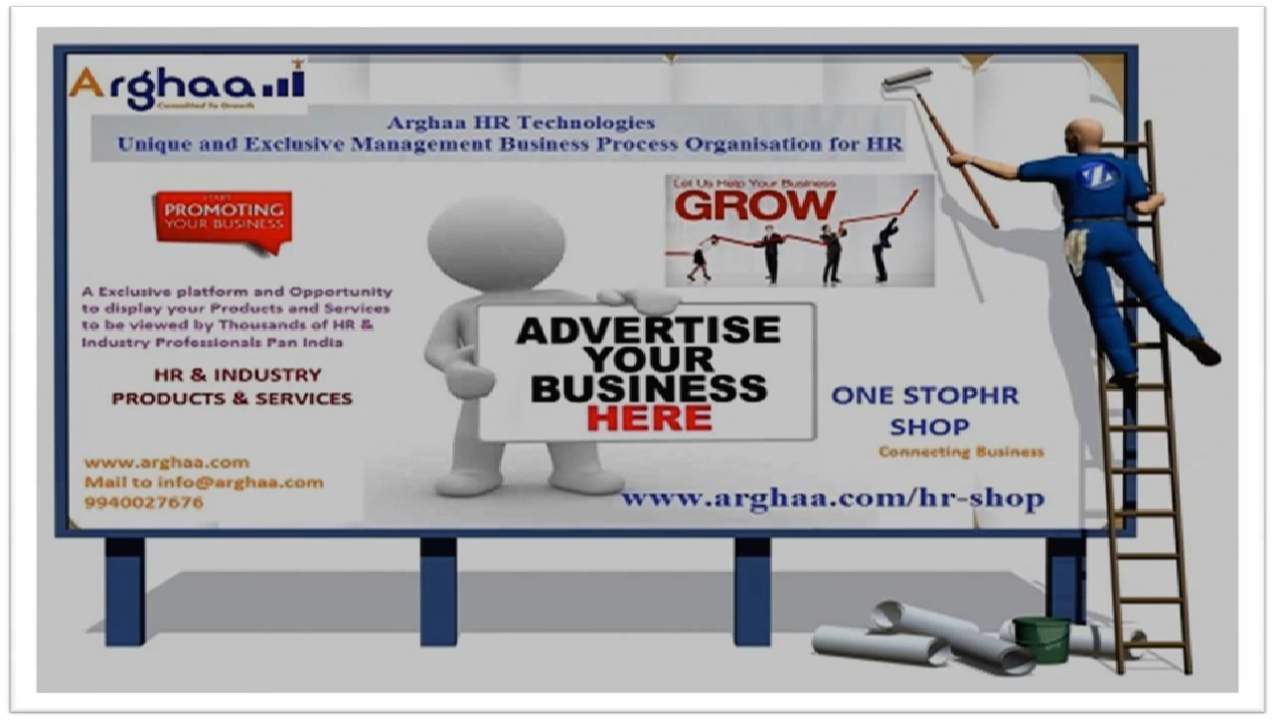 Arghaa
Committed To Growth
Arghaa HR Technologies
Unique and Exclusive Management Business Process Organisation for HR
START
PROMOTING
YOUR BUSINESS
Let Us Help Your Business
GROW
A Exclusive platform and Opportunity
to display your Products and Services
to be viewed by Thousands of HR &
Industry Professionals Pan India
HR & INDUSTRY
PRODUCTS & SERVICES
ADVERTISE
YOUR
BUSINESS
HERE
ONE STOPHR
SHOP
Connecting Business
www.arghaa.com
Mail to info@arghaa.com
9940027676
www.arghaa.com/hr-shop